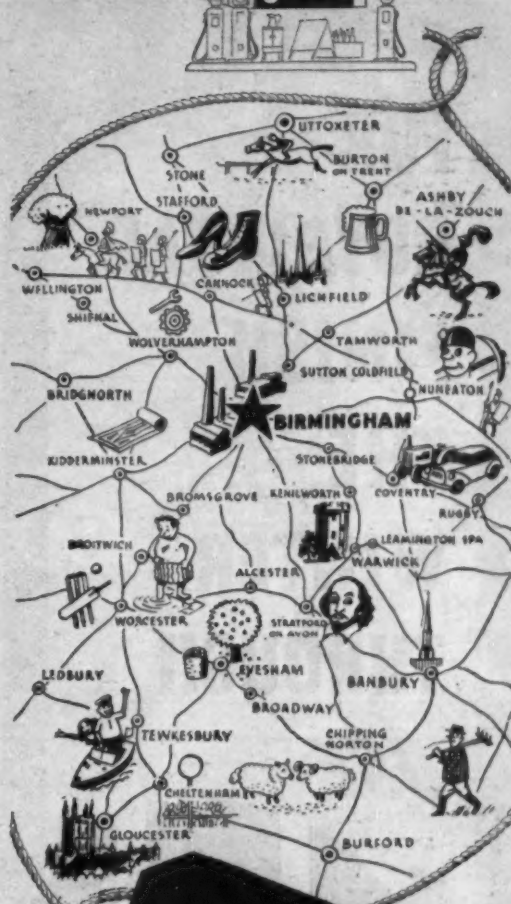 UTTOXETER
STONE
BURTON
ON TRENT
STAFFORD
ASHBY
DE-LA-ZOUCH
NEWPORT
CANNOCK
WELLINGTON
LICHFIELD
SHIFNAL
WOLVERHAMPTON
TAMWORTH
SUTTON COLDFIELD
BRIDGNORTH
NUNEATON
BIRMINGHAM
KIDDERMINSTER
STONEBRIDGE
BROMSGROVE
KENILWORTH
COVENTRY
RUGBY
DROITWICH
LEAMINGTON SPA
WARWICK
ALCESTER
WORCESTER
STRATFORD
ON AVON
LEDBURY
EVESHAM
BANBURY
BROADWAY
TEWKESBURY
CHIPPING
NORTON
CHELTENHAM
GLOUCESTER
BURFORD